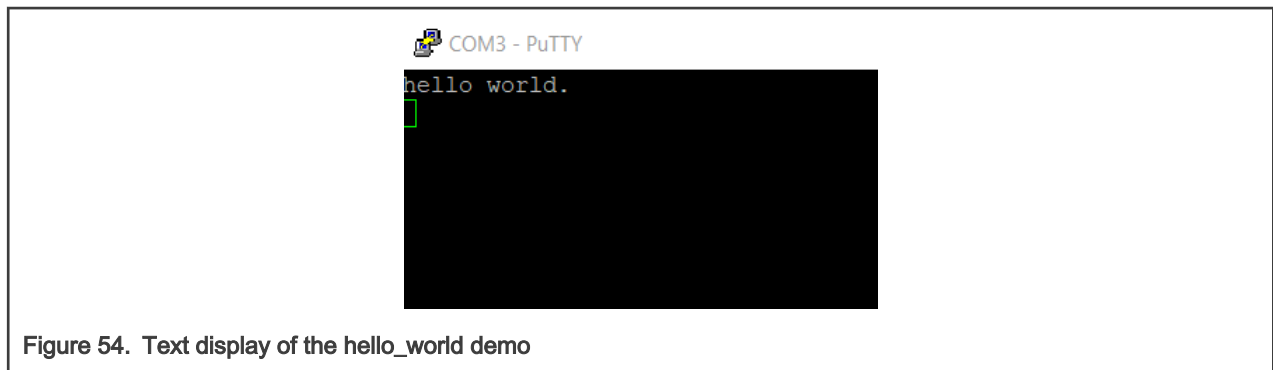 COM3 - PuTTY
hello world.
Figure 54. Text display of the hello_world demo